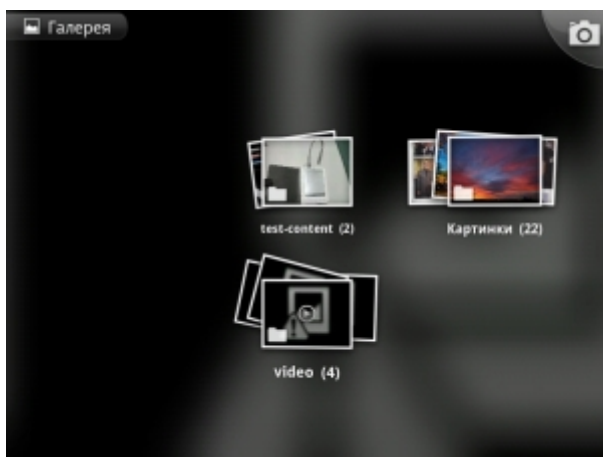 Галерея
test-content (2)
Картинки (22)
video (4)